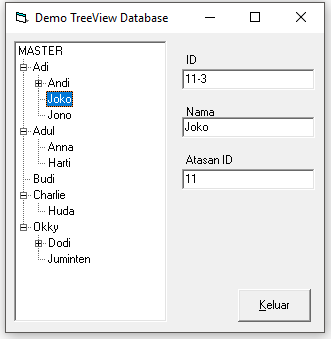 Demo TreeView Database
MASTER
Adi
Andi
Joko
Jono
Adul
Anna
Harti
Budi
Charlie
Huda
Okky
Dodi
Juminten
ID
11-3
Nama
Joko
Atasan ID
11
Keluar